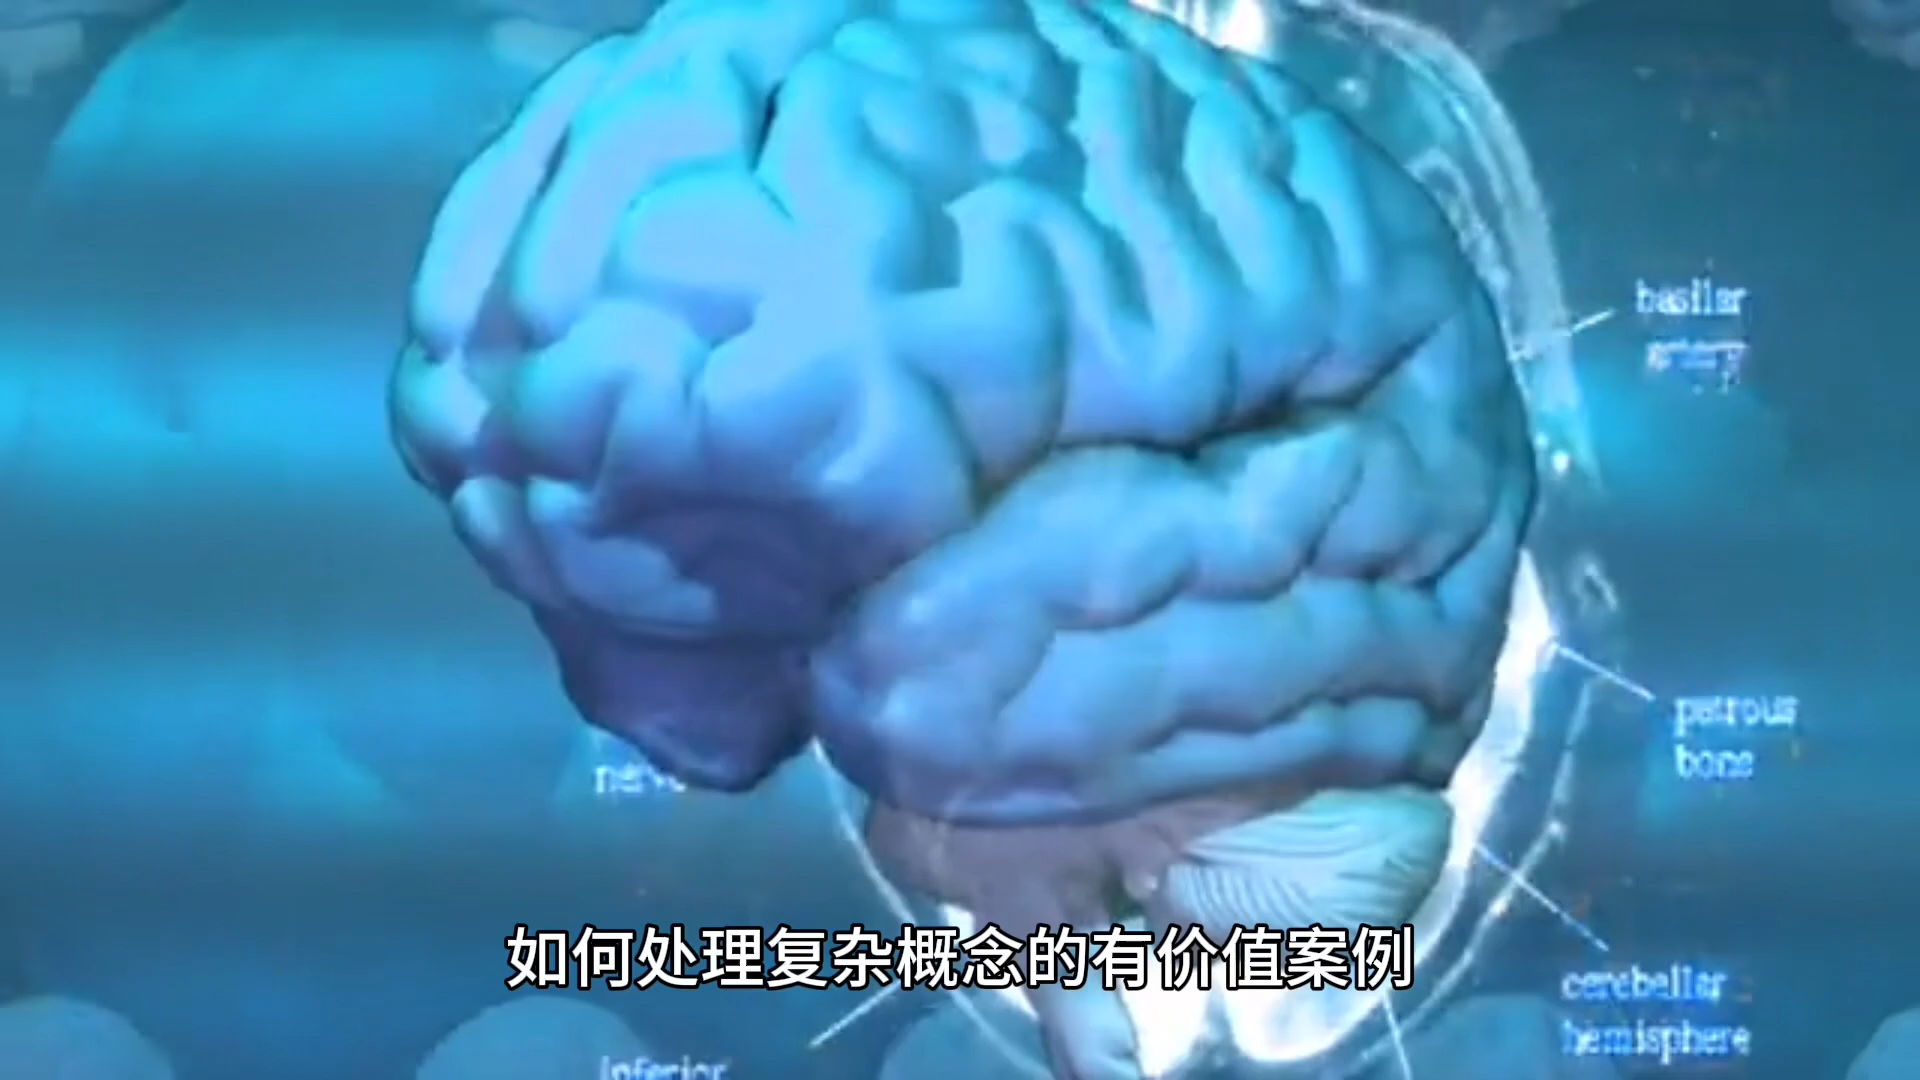 basilar
artery
petrous
bone
nerve
如何处理复杂概念的有价值案例
cerebellar
hemisphere
inferior